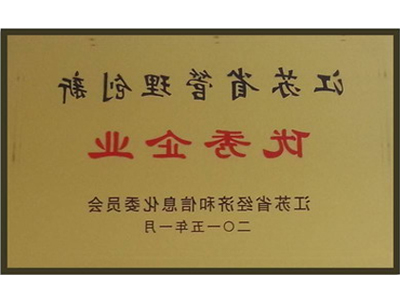 江苏省管理创新
优秀企业
江苏省经济和信息化委员会
二〇一五年一月